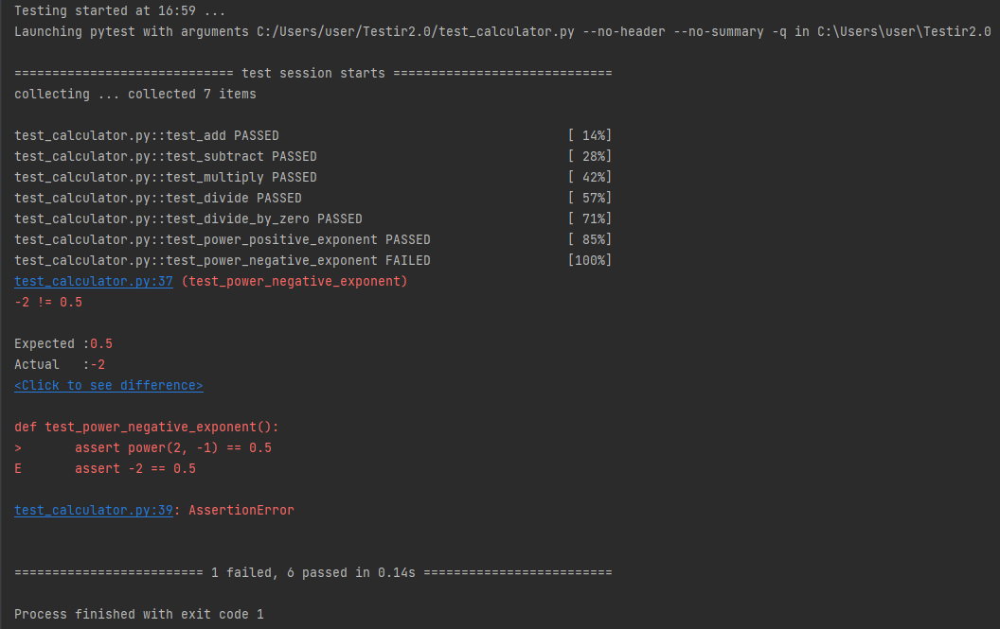 Testing started at 16:59 ...
Launching pytest with arguments C:/Users/user/Testir2.0/test_calculator.py --no-header --no-summary -q in C:\Users\user\Testir2.0
============================= test session starts =============================
collecting ... collected 7 items
test_calculator.py::test_add PASSED                                      [ 14%]
test_calculator.py::test_subtract PASSED                                 [ 28%]
test_calculator.py::test_multiply PASSED                                 [ 42%]
test_calculator.py::test_divide PASSED                                   [ 57%]
test_calculator.py::test_divide_by_zero PASSED                           [ 71%]
test_calculator.py::test_power_positive_exponent PASSED                  [ 85%]
test_calculator.py::test_power_negative_exponent FAILED                  [100%]
test_calculator.py:37 (test_power_negative_exponent)
-2 != 0.5
Expected :0.5
Actual   :-2
<Click to see difference>
def test_power_negative_exponent():
>       assert power(2, -1) == 0.5
E       assert -2 == 0.5
test_calculator.py:39: AssertionError
========================= 1 failed, 6 passed in 0.14s =========================
Process finished with exit code 1